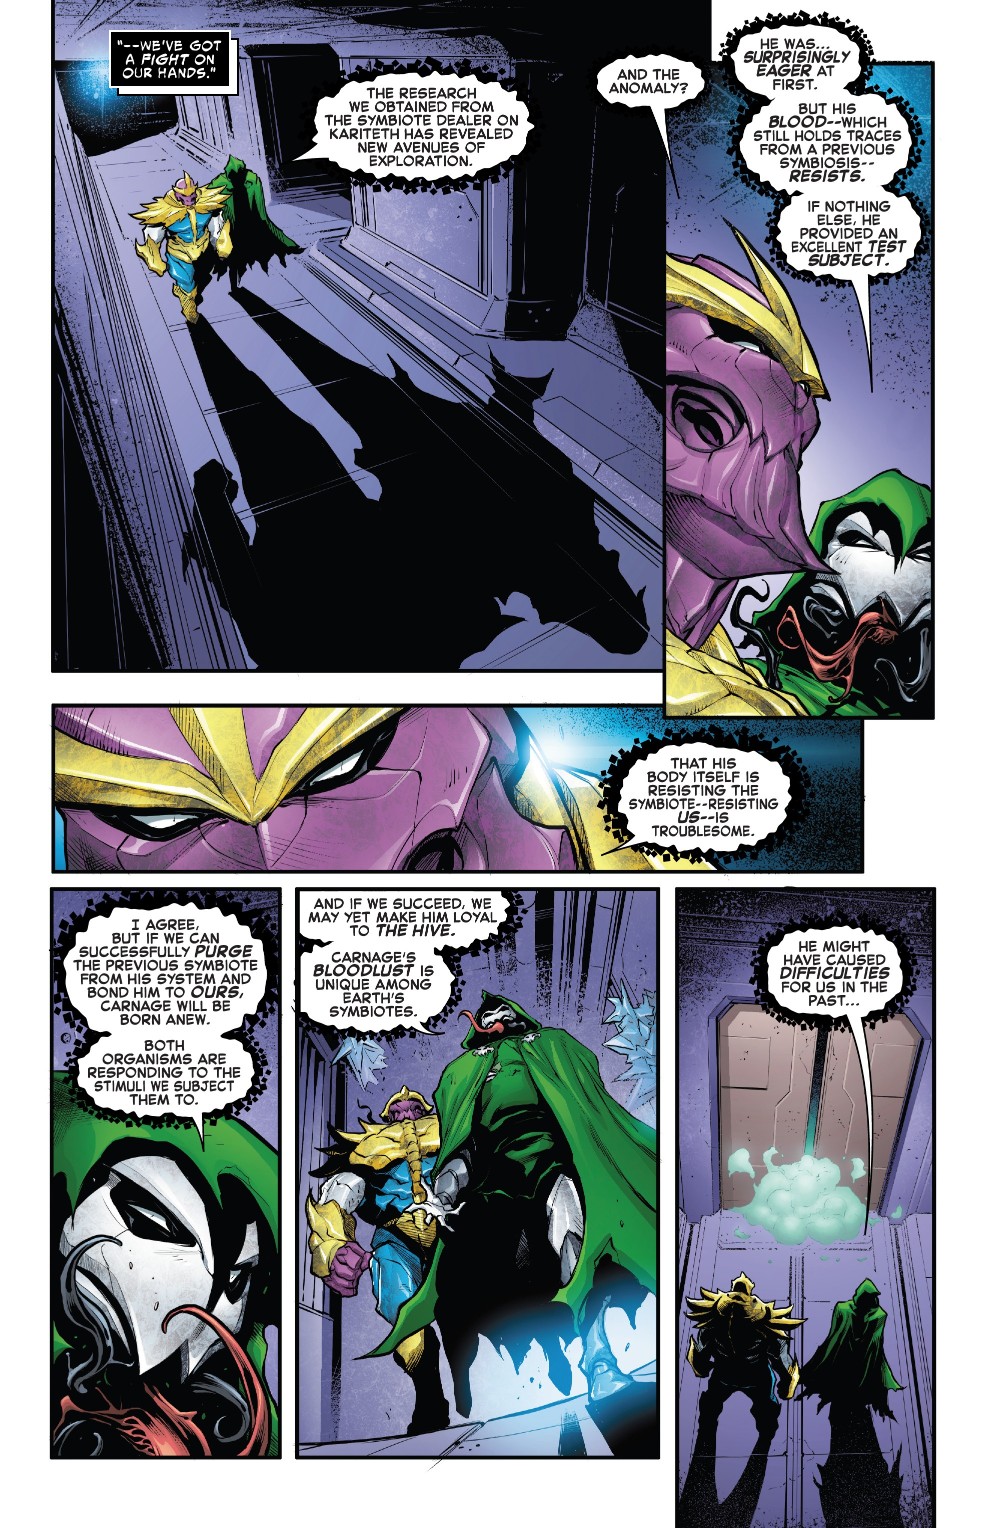 "--WE'VE GOT
A FIGHT ON
OUR HANDS."
THE RESEARCH
WE OBTAINED FROM
THE SYMBIOTE DEALER ON
KARITETH HAS REVEALED
NEW AVENUES OF
EXPLORATION.
AND THE
ANOMALY?
HE WAS...
SURPRISINGLY
EAGER AT
FIRST.
BUT HIS
BLOOD--WHICH
STILL HOLDS TRACES
FROM A PREVIOUS
SYMBIOSIS--
RESISTS.
IF NOTHING
ELSE, HE
PROVIDED AN
EXCELLENT TEST
SUBJECT.
THAT HIS
BODY ITSELF IS
RESISTING THE
SYMBIOTE--RESISTING
US--IS
TROUBLESOME.
I AGREE,
BUT IF WE CAN
SUCCESSFULLY PURGE
THE PREVIOUS SYMBIOTE
FROM HIS SYSTEM AND
BOND HIM TO OURS,
CARNAGE WILL BE
BORN ANEW.
BOTH
ORGANISMS ARE
RESPONDING TO THE
STIMULI WE SUBJECT
THEM TO.
AND IF WE SUCCEED, WE
MAY YET MAKE HIM LOYAL
TO THE HIVE.
CARNAGE'S
BLOODLUST IS
UNIQUE AMONG
EARTH'S
SYMBIOTES.
HE MIGHT
HAVE CAUSED
DIFFICULTIES
FOR US IN THE
PAST...